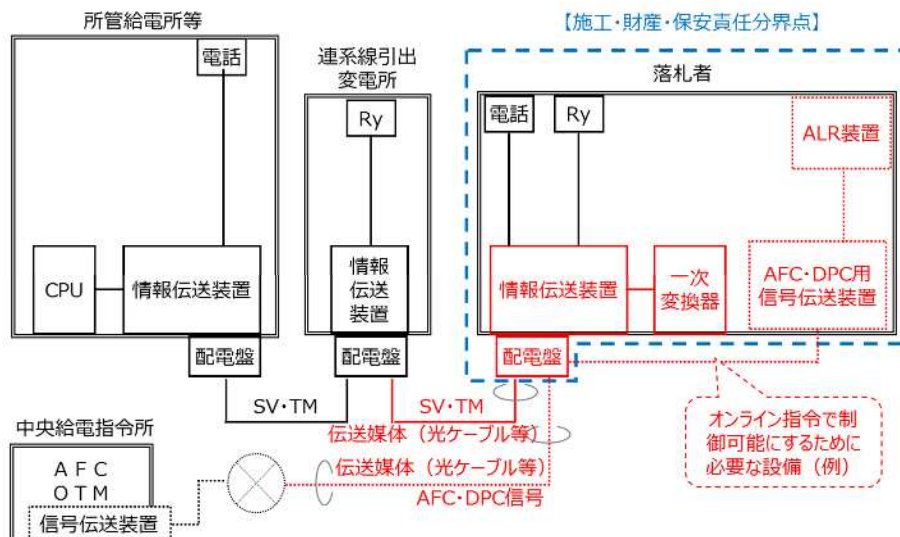 所管給電所等
電話
CPU
情報伝送装置
配電盤
連系線引出
変電所
Ry
情報
伝送
装置
配電盤
【施工・財産・保安責任分界点】
落札者
電話
Ry
ALR装置
情報伝送装置
一次
変換器
AFC・DPC用
信号伝送装置
配電盤
SV・TM
SV・TM
伝送媒体（光ケーブル等）
伝送媒体（光ケーブル等）
AFC・DPC信号
オンライン指令で制
御可能にするために
必要な設備（例）
中央給電指令所
ＡＦＣ
ＯＴＭ
信号伝送装置